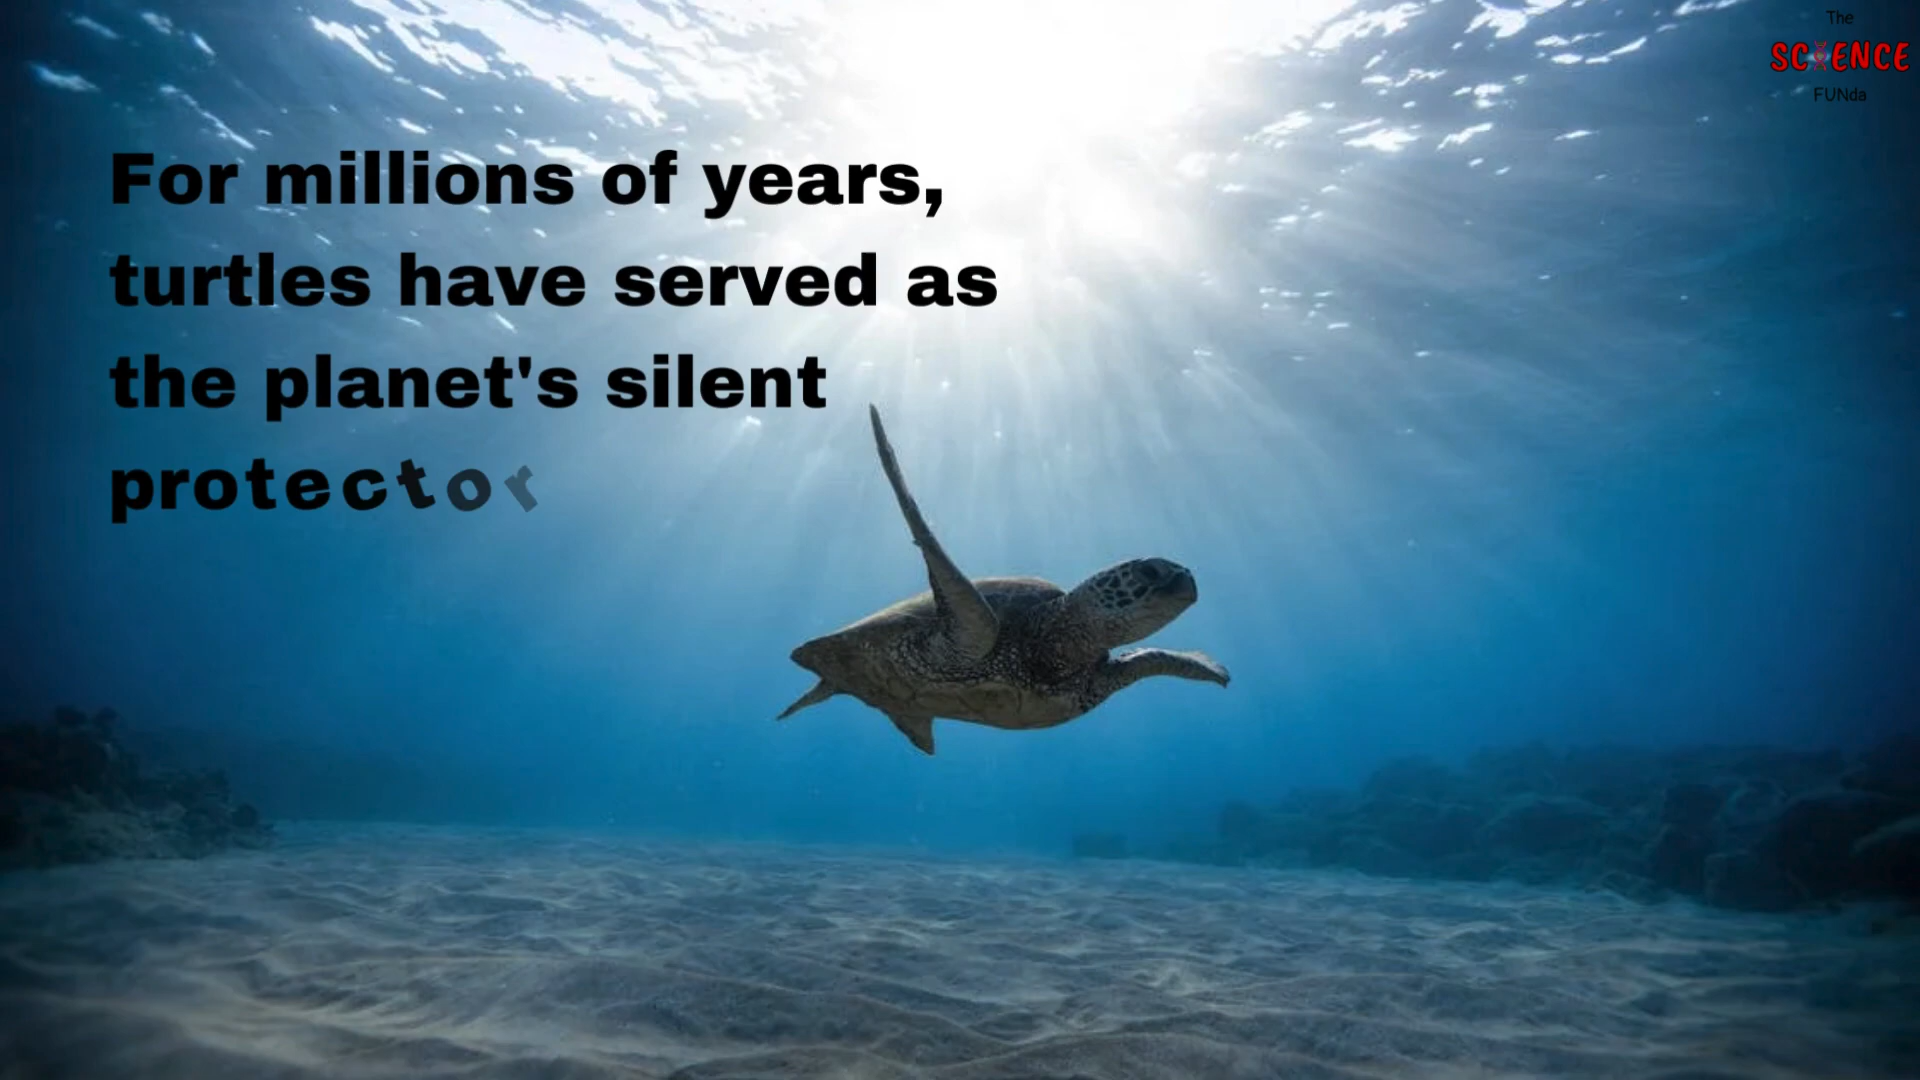 The
SCIENCE
FUNda
For millions of years,
turtles have served as
the planet's silent
protector